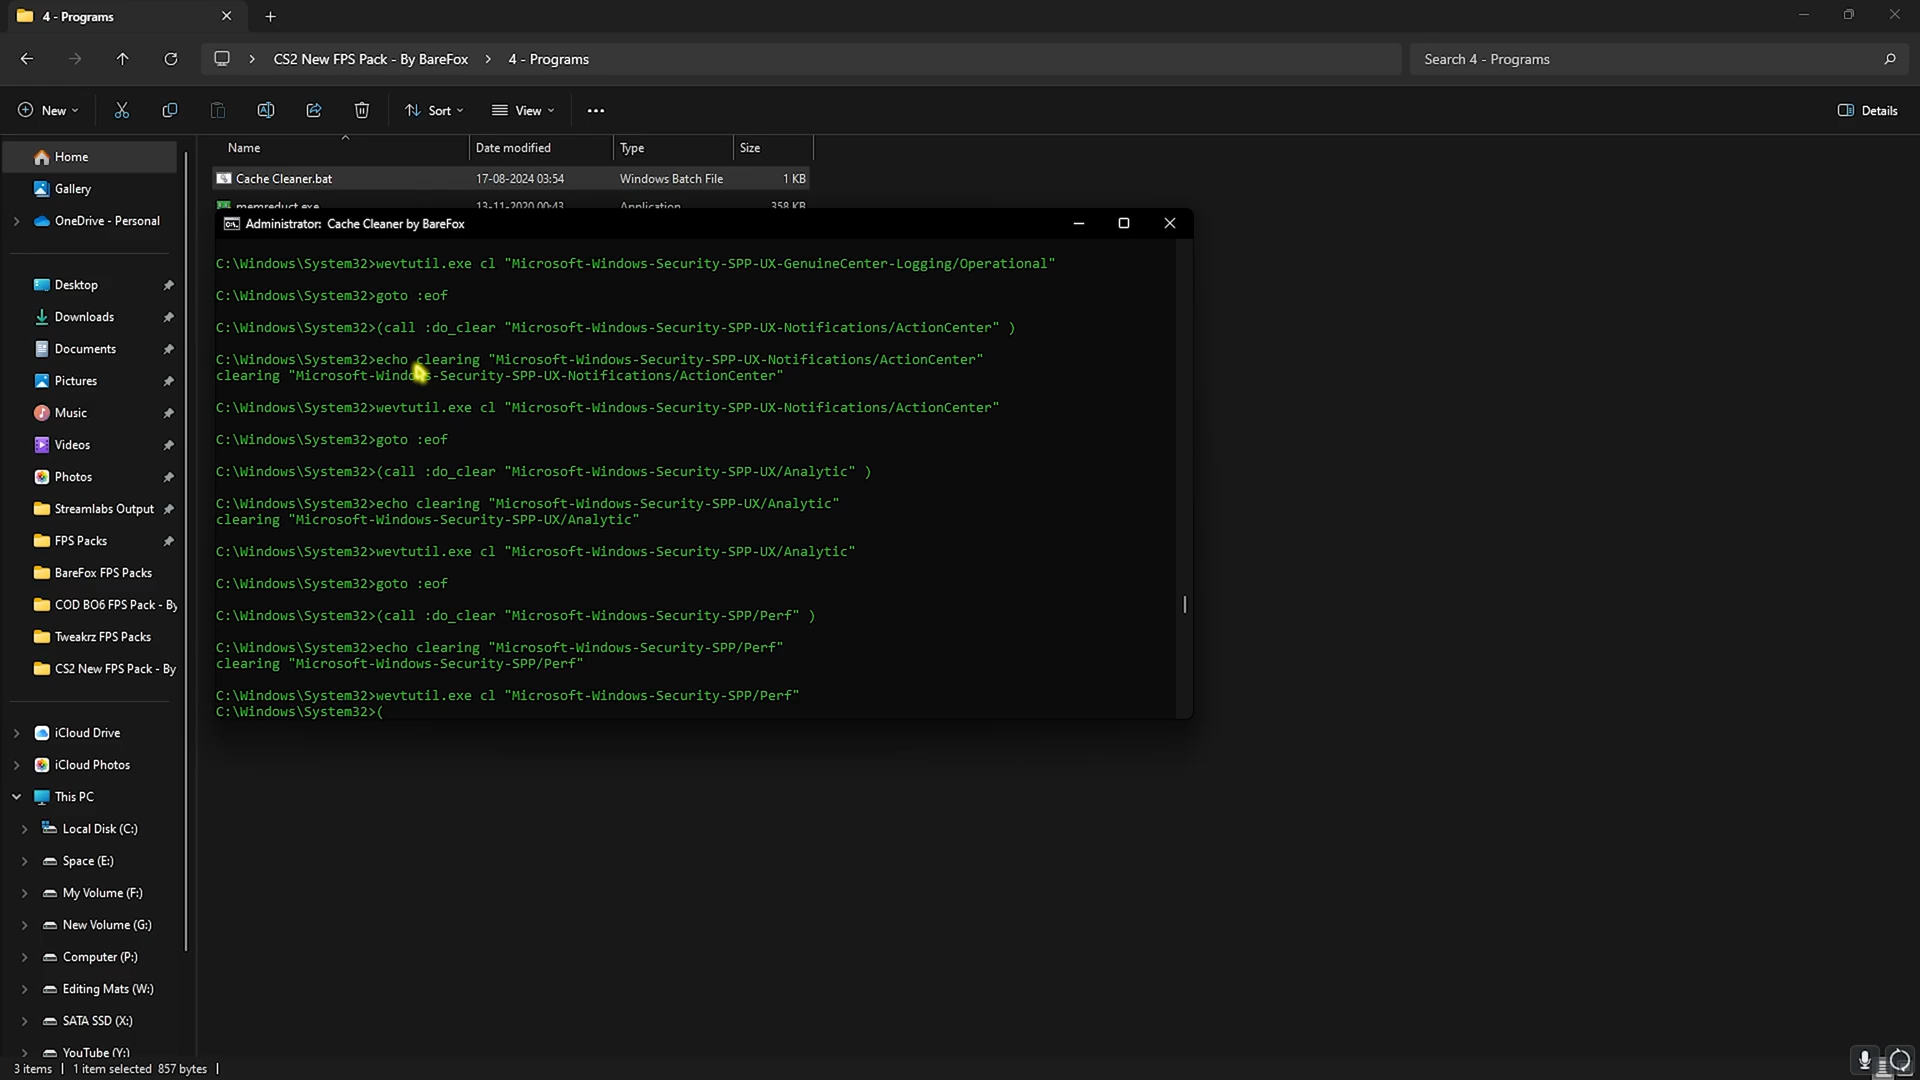 4 - Programs
CS2 New FPS Pack - By BareFox > 4 - Programs
Search 4 - Programs
New
Sort
View
Details
Name
Date modified
Type
Size
Cache Cleaner.bat
17-08-2024 03:54
Windows Batch File
1 KB
memreduct.exe
13-11-2020 00:43
Application
358 KB
Home
Gallery
OneDrive - Personal
Desktop
Downloads
Documents
Pictures
Music
Videos
Photos
Streamlabs Output
FPS Packs
BareFox FPS Packs
COD BO6 FPS Pack - By
Tweakrz FPS Packs
CS2 New FPS Pack - By
iCloud Drive
iCloud Photos
This PC
Local Disk (C:)
Space (E:)
My Volume (F:)
New Volume (G:)
Computer (P:)
Editing Mats (W:)
SATA SSD (X:)
YouTube (Y:)
Administrator: Cache Cleaner by BareFox
C:\Windows\System32>wevtutil.exe cl "Microsoft-Windows-Security-SPP-UX-GenuineCenter-Logging/Operational"
C:\Windows\System32>goto :eof
C:\Windows\System32>(call :do_clear "Microsoft-Windows-Security-SPP-UX-Notifications/ActionCenter" )
C:\Windows\System32>echo clearing "Microsoft-Windows-Security-SPP-UX-Notifications/ActionCenter"
clearing "Microsoft-Windows-Security-SPP-UX-Notifications/ActionCenter"
C:\Windows\System32>wevtutil.exe cl "Microsoft-Windows-Security-SPP-UX-Notifications/ActionCenter"
C:\Windows\System32>goto :eof
C:\Windows\System32>(call :do_clear "Microsoft-Windows-Security-SPP-UX/Analytic" )
C:\Windows\System32>echo clearing "Microsoft-Windows-Security-SPP-UX/Analytic"
clearing "Microsoft-Windows-Security-SPP-UX/Analytic"
C:\Windows\System32>wevtutil.exe cl "Microsoft-Windows-Security-SPP-UX/Analytic"
C:\Windows\System32>goto :eof
C:\Windows\System32>(call :do_clear "Microsoft-Windows-Security-SPP/Perf" )
C:\Windows\System32>echo clearing "Microsoft-Windows-Security-SPP/Perf"
clearing "Microsoft-Windows-Security-SPP/Perf"
C:\Windows\System32>wevtutil.exe cl "Microsoft-Windows-Security-SPP/Perf"
C:\Windows\System32>(
3 items | 1 item selected 857 bytes |